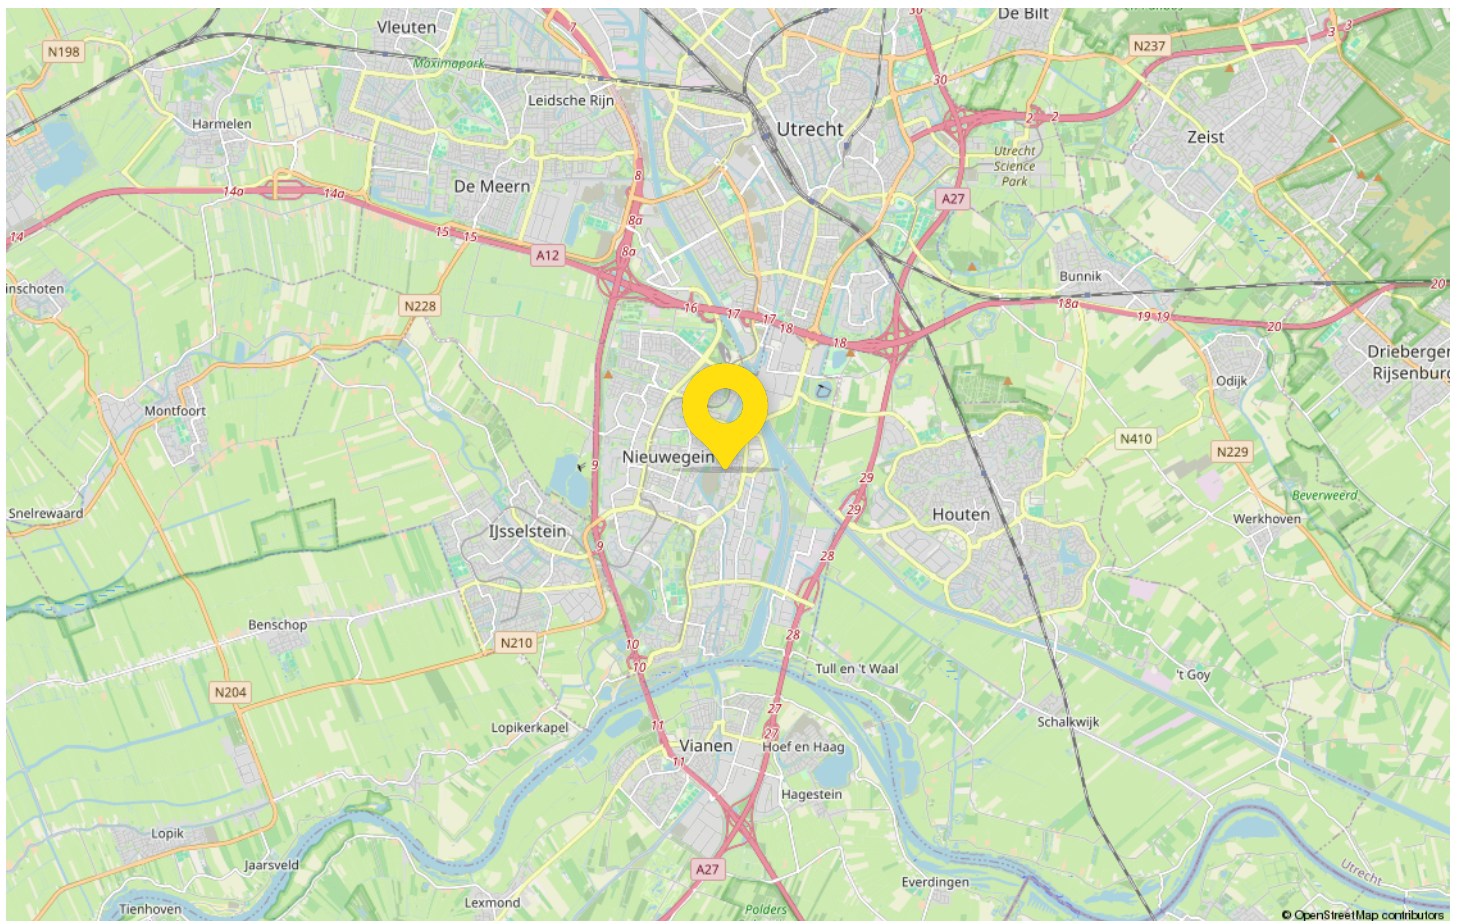 De Bilt
Vleuten
7
30
3
3
N198
N237
Maximapark
30
Leidsche Rijn
Harmelen
2
2
Utrecht
Zeist
Utrecht
Science
Park
8
De Meern
14a
14a
A27
8a
14
15
15
8a
A12
inschoten
Bunnik
20
N228
16
17
17
18
18a
19
19
20
18
Driebergen
Rijsenburg
Odijk
Montfoort
N410
N229
Nieuwegein
9
29
Beverweerd
29
Snelrewaard
Houten
Werkhoven
IJsselstein
9
28
Benschop
28
N210
10
10
Tull en 't Waal
't Goy
N204
27
Lopikerkapel
11
Schalkwijk
27
Vianen
Hoef en Haag
11
Hagestein
Lopik
Jaarsveld
A27
Utrecht
Everdingen
Lexmond
Tienhoven
Polders
© OpenStreetMap contributors